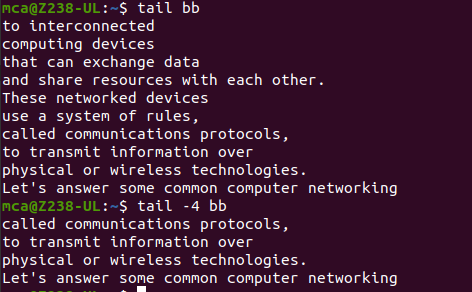 mca@Z238-UL:~$ tail bb
to interconnected
computing devices
that can exchange data
and share resources with each other.
These networked devices
use a system of rules,
called communications protocols,
to transmit information over
physical or wireless technologies.
Let's answer some common computer networking
mca@Z238-UL:~$ tail -4 bb
called communications protocols,
to transmit information over
physical or wireless technologies.
Let's answer some common computer networking
mca@Z238-UL:~$